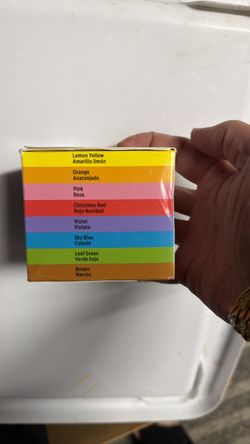 Lemon Yellow
Amarillo limón
Orange
Anaranjado
Pink
Rosa
Christmas Red
Rojo Navidad
Violet
Violeta
Sky Blue
Celeste
Leaf Green
Verde hoja
Brown
Marrón